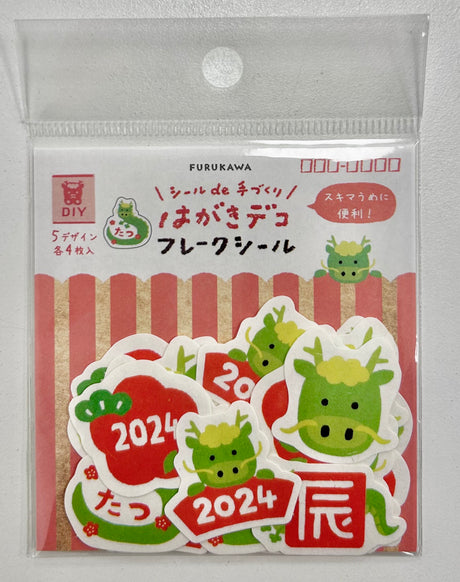 FURUKAWA
シールde手づくり
はがきデコ
フレークシール
DIY
5デザイン
各4枚入
たつ
スキマうめに
便利!
2024
202
2024
たつ
辰